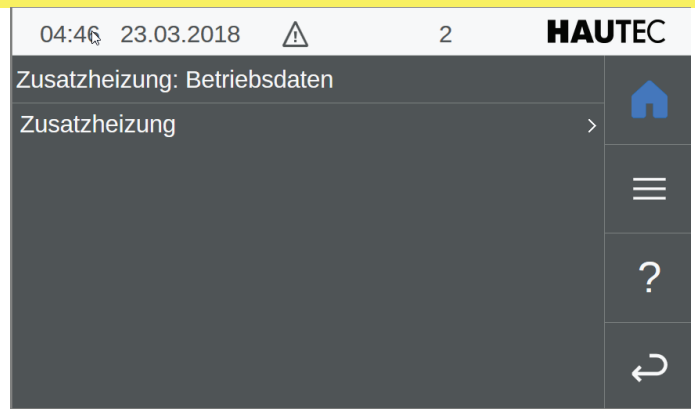 04:46 23.03.2018 2 HAUTEC
Zusatzheizung: Betriebsdaten
Zusatzheizung >
?